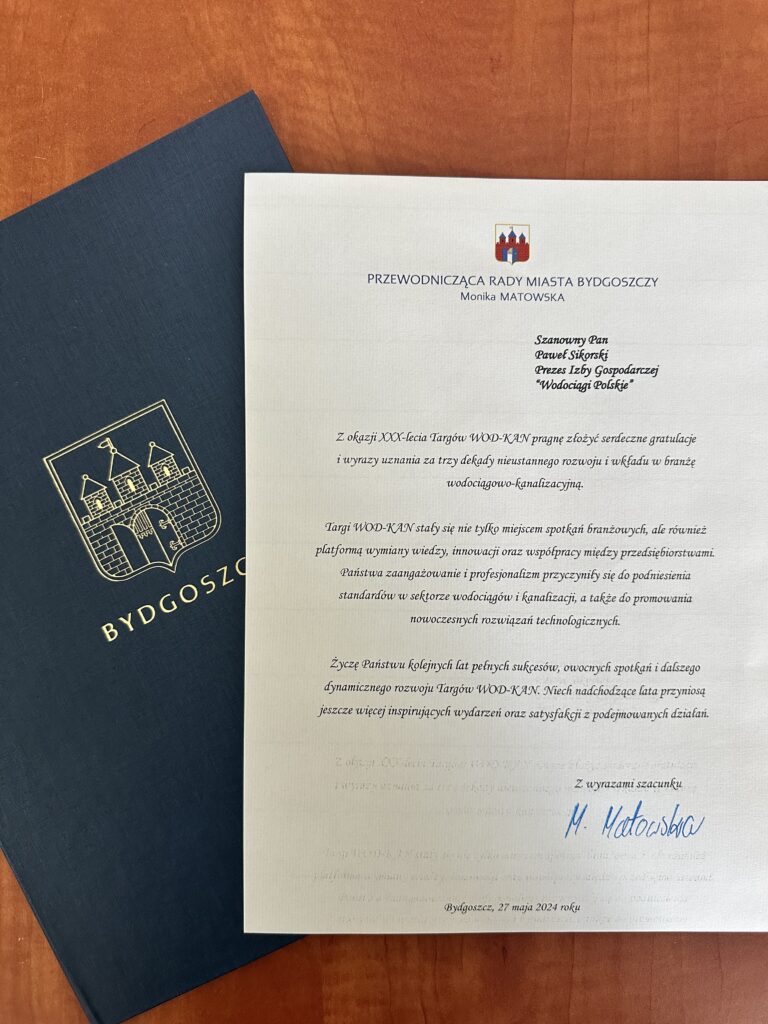 BYDGOSZC
PRZEWODNICZĄCA RADY MIASTA BYDGOSZCZY
Monika MATOWSKA
Szanowny Pan
Paweł Sikorski
Prezes Izby Gospodarczej
"Wodociągi Polskie"
Z okazji XXX-lecia Targów WOD-KAN pragnę złożyć serdeczne gratulacje
i wyrazy uznania za trzy dekady nieustannego rozwoju i wkładu w branżę
wodociągowo-kanalizacyjną.
Targi WOD-KAN stały się nie tylko miejscem spotkań branżowych, ale również
platformą wymiany wiedzy, innowacji oraz współpracy między przedsiębiorstwami.
Państwa zaangażowanie i profesjonalizm przyczyniły się do podniesienia
standardów w sektorze wodociągów i kanalizacji, a także do promowania
nowoczesnych rozwiązań technologicznych.
Życzę Państwu kolejnych lat pełnych sukcesów, owocnych spotkań i dalszego
dynamicznego rozwoju Targów WOD-KAN. Niech nadchodzące lata przyniosą
jeszcze więcej inspirujących wydarzeń oraz satysfakcji z podejmowanych działań.
Z wyrazami szacunku
M. Matowska
Bydgoszcz, 27 maja 2024 roku